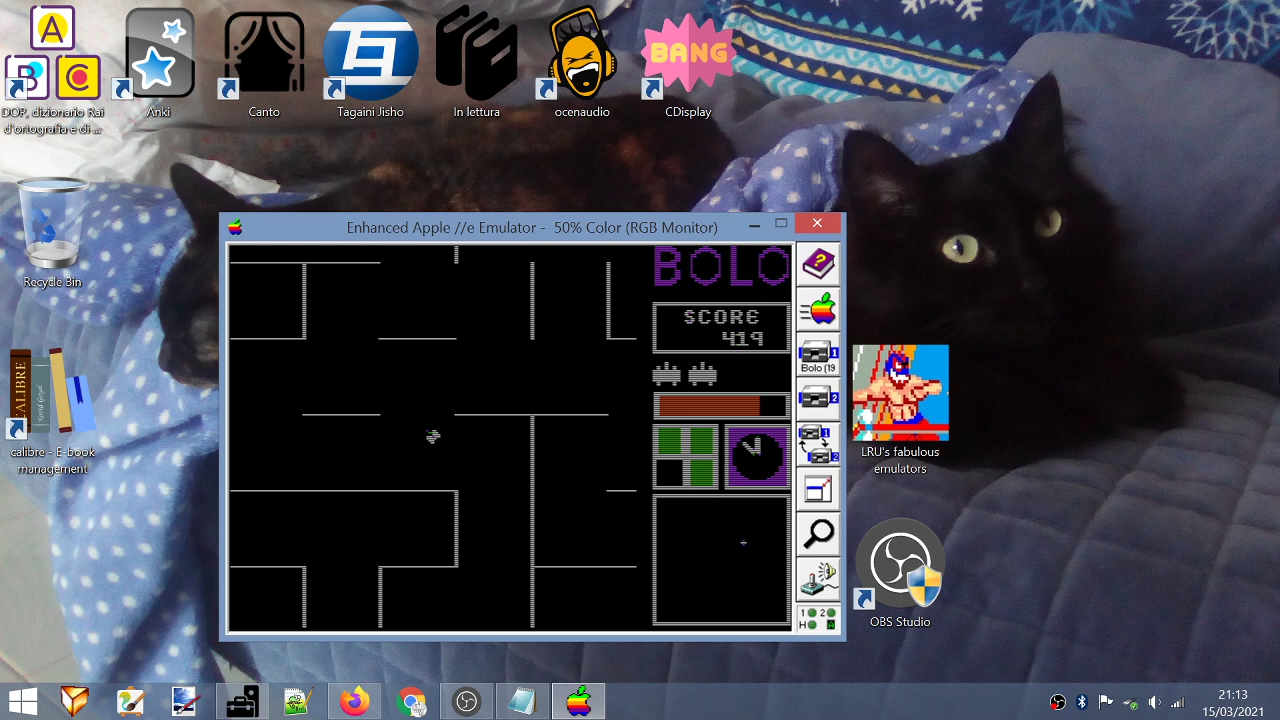 A
B
C
DOP, dizionario Rai
d'ortografia e di ...
Anki
Canto
Tagaini Jisho
In lettura
ocenaudio
BANG
CDisplay
Recycle Bin
Enhanced Apple //e Emulator - 50% Color (RGB Monitor)
BOLO
SCORE
419
?
1
Bolo (19
2
1
2
1 2
H A
CALIBRE
calibre - E-book
management
LRU's fabulous
emulators
OBS Studio
21:13
15/03/2021